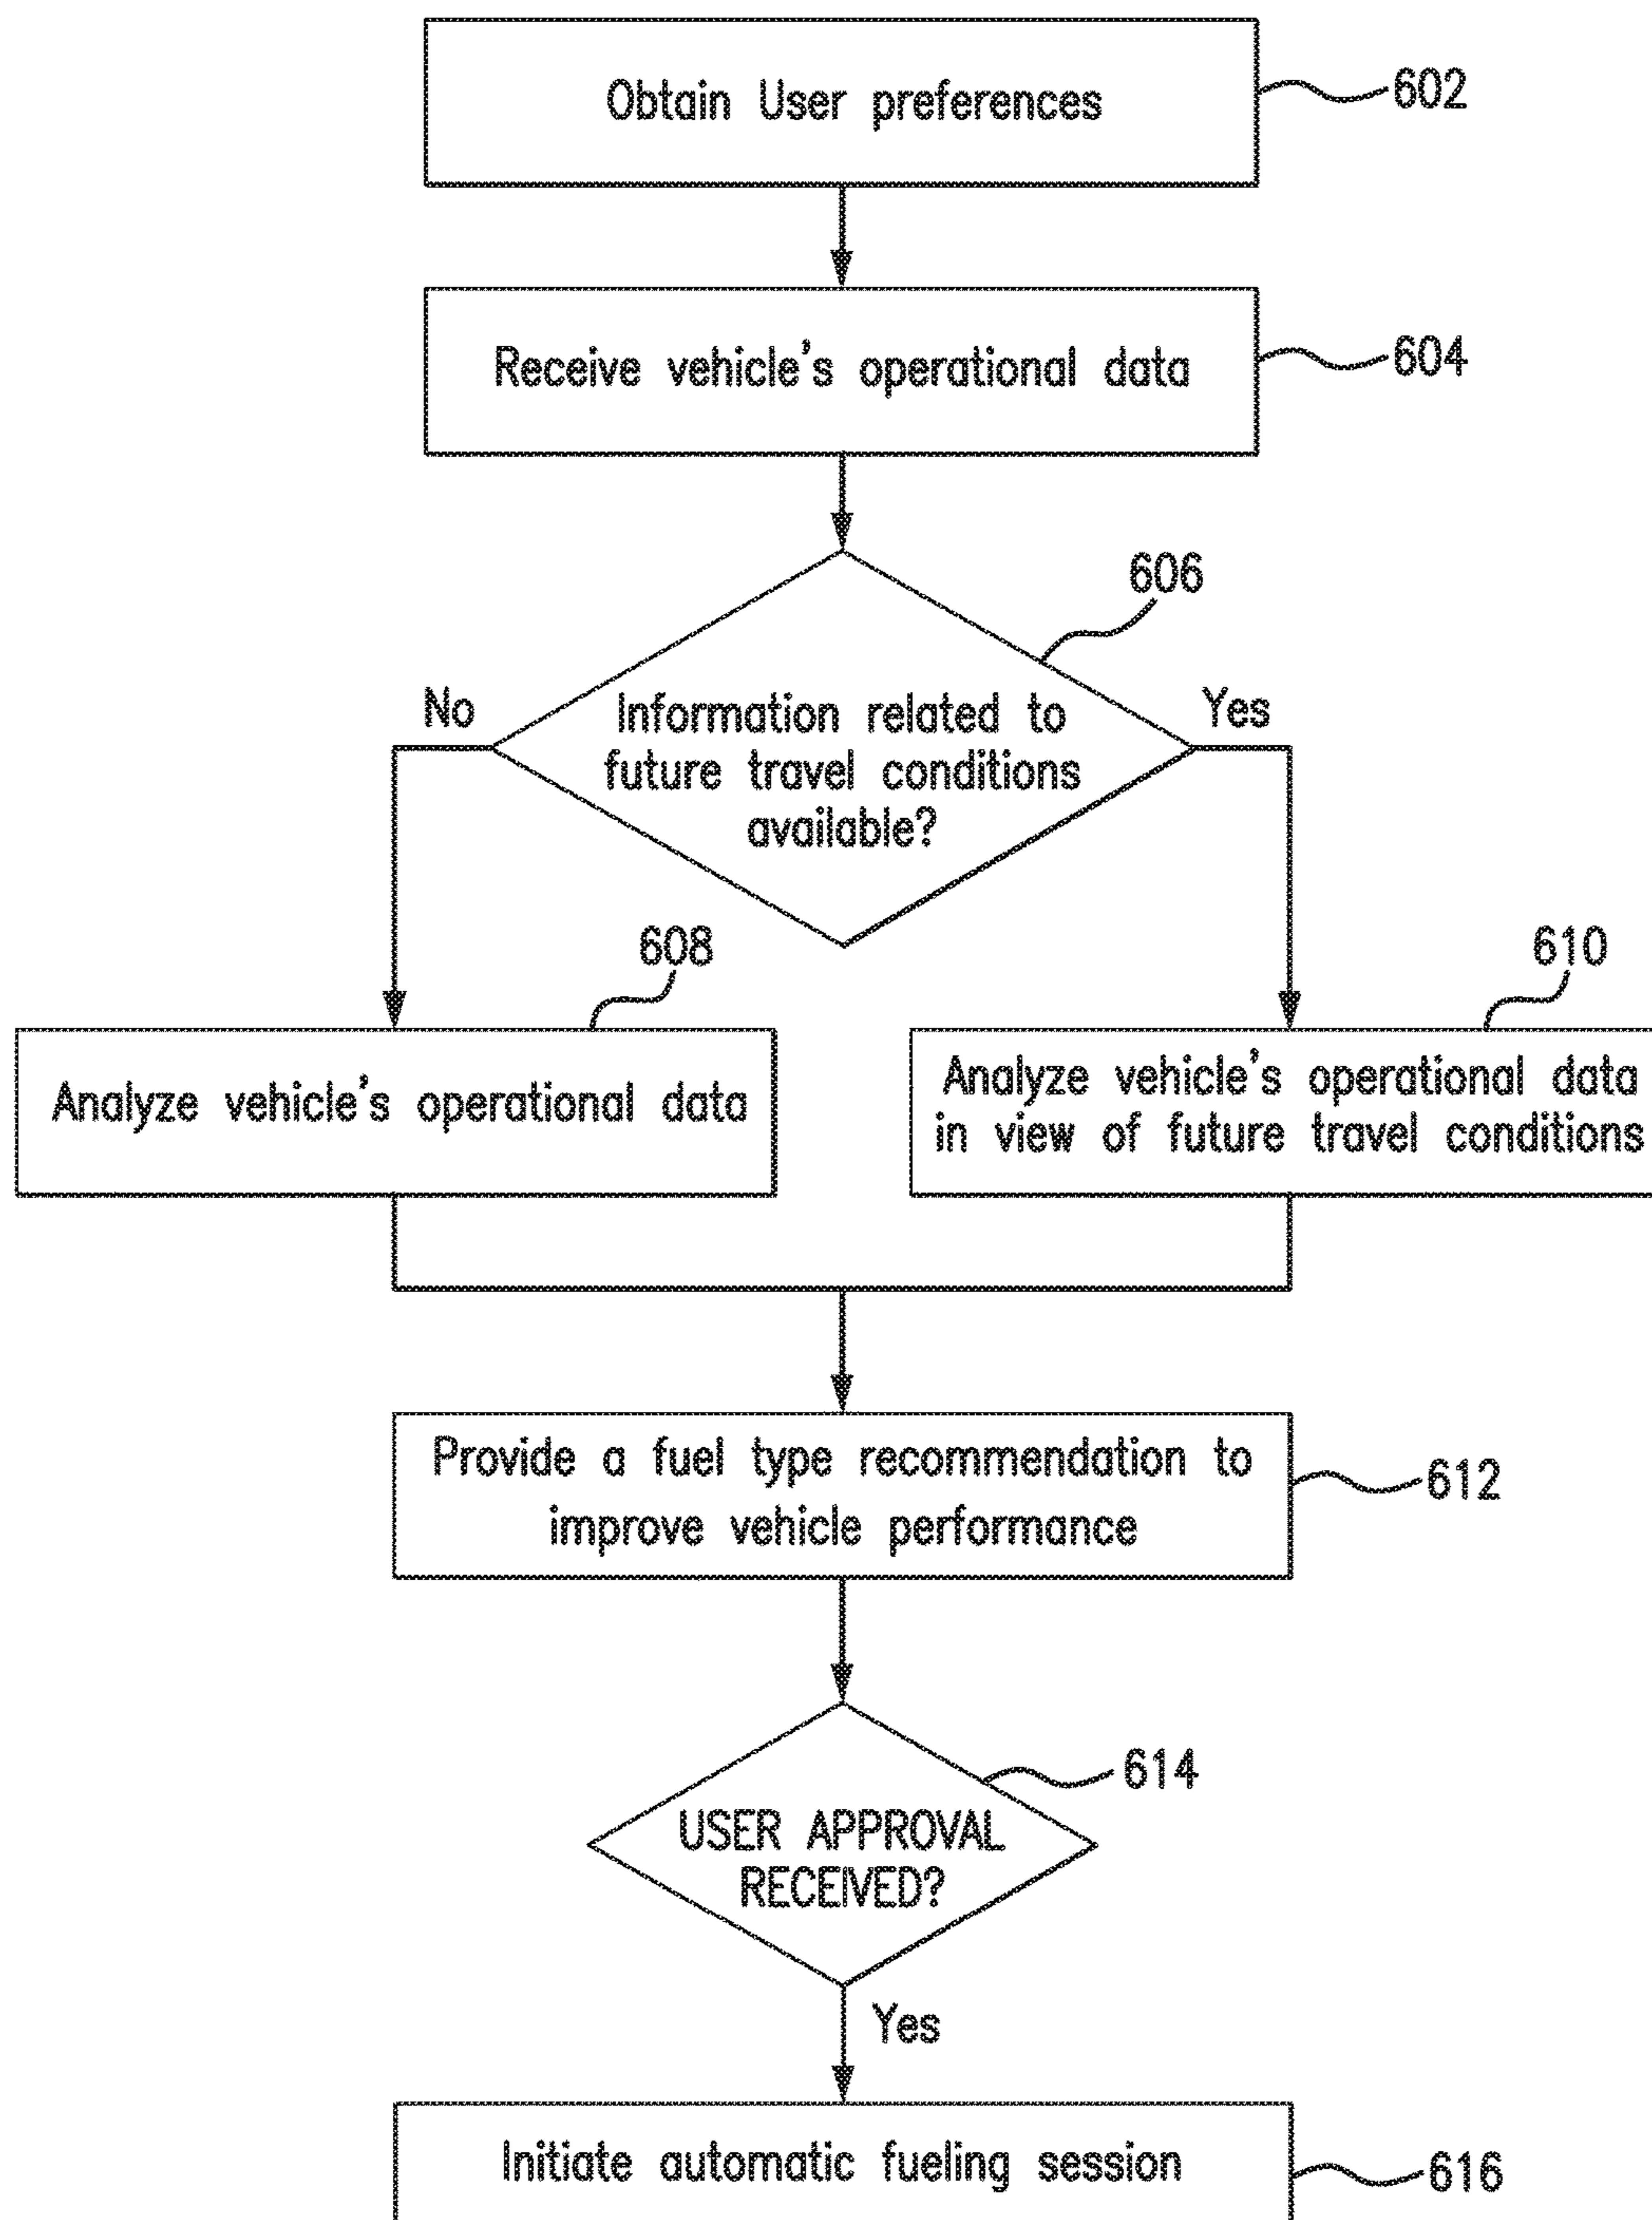 Obtain User preferences
602
Receive vehicle's operational data
604
606
No
Yes
Information related to
future travel conditions
available?
608
610
Analyze vehicle's operational data
Analyze vehicle's operational data
in view of future travel conditions
Provide a fuel type recommendation to
improve vehicle performance
612
614
USER APPROVAL
RECEIVED?
Yes
Initiate automatic fueling session
616